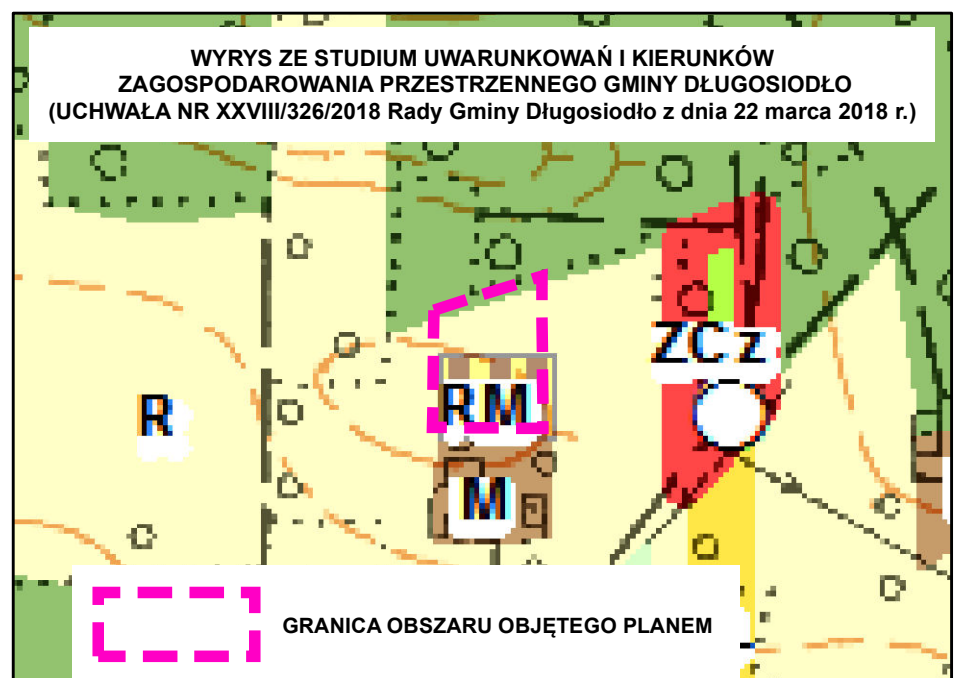 WYRYS ZE STUDIUM UWARUNKOWAŃ I KIERUNKÓW
ZAGOSPODAROWANIA PRZESTRZENNEGO GMINY DŁUGOSIODŁO
(UCHWAŁA NR XXVIII/326/2018 Rady Gminy Długosiodło z dnia 22 marca 2018 r.)
ZCz
R
RM
M
GRANICA OBSZARU OBJĘTEGO PLANEM